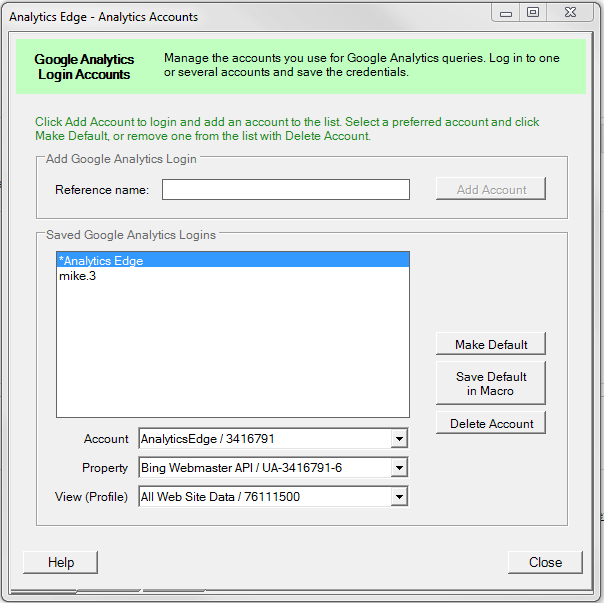 Analytics Edge - Analytics Accounts
Google Analytics
Login Accounts
Manage the accounts you use for Google Analytics queries. Log in to one
or several accounts and save the credentials.
Click Add Account to login and add an account to the list. Select a preferred account and click
Make Default, or remove one from the list with Delete Account.
Add Google Analytics Login
Reference name:
Add Account
Saved Google Analytics Logins
*Analytics Edge
mike.3
Make Default
Save Default
in Macro
Delete Account
Account
AnalyticsEdge / 3416791
Property
Bing Webmaster API / UA-3416791-6
View (Profile)
All Web Site Data / 76111500
Help
Close